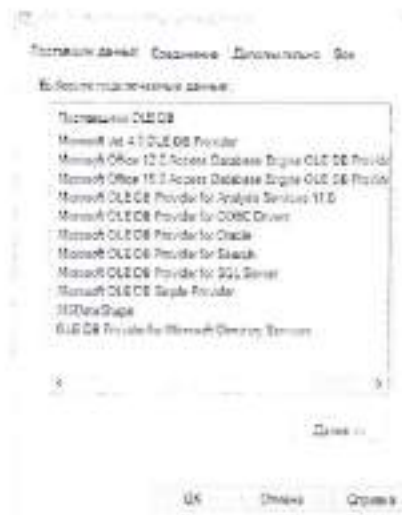 Поставщик данных Соединение Дополнительно Все
Выберите подключаемые данные:
Поставщики OLE DB
Microsoft Jet 4.0 OLE DB Provider
Microsoft Office 12.0 Access Database Engine OLE DB Provider
Microsoft Office 15.0 Access Database Engine OLE DB Provider
Microsoft OLE DB Provider for Analysis Services 11.0
Microsoft OLE DB Provider for ODBC Drivers
Microsoft OLE DB Provider for Oracle
Microsoft OLE DB Provider for Search
Microsoft OLE DB Provider for SQL Server
Microsoft OLE DB Simple Provider
MSDataShape
OLE DB Provider for Microsoft Directory Services
Далее >>
OK Отмена Справка